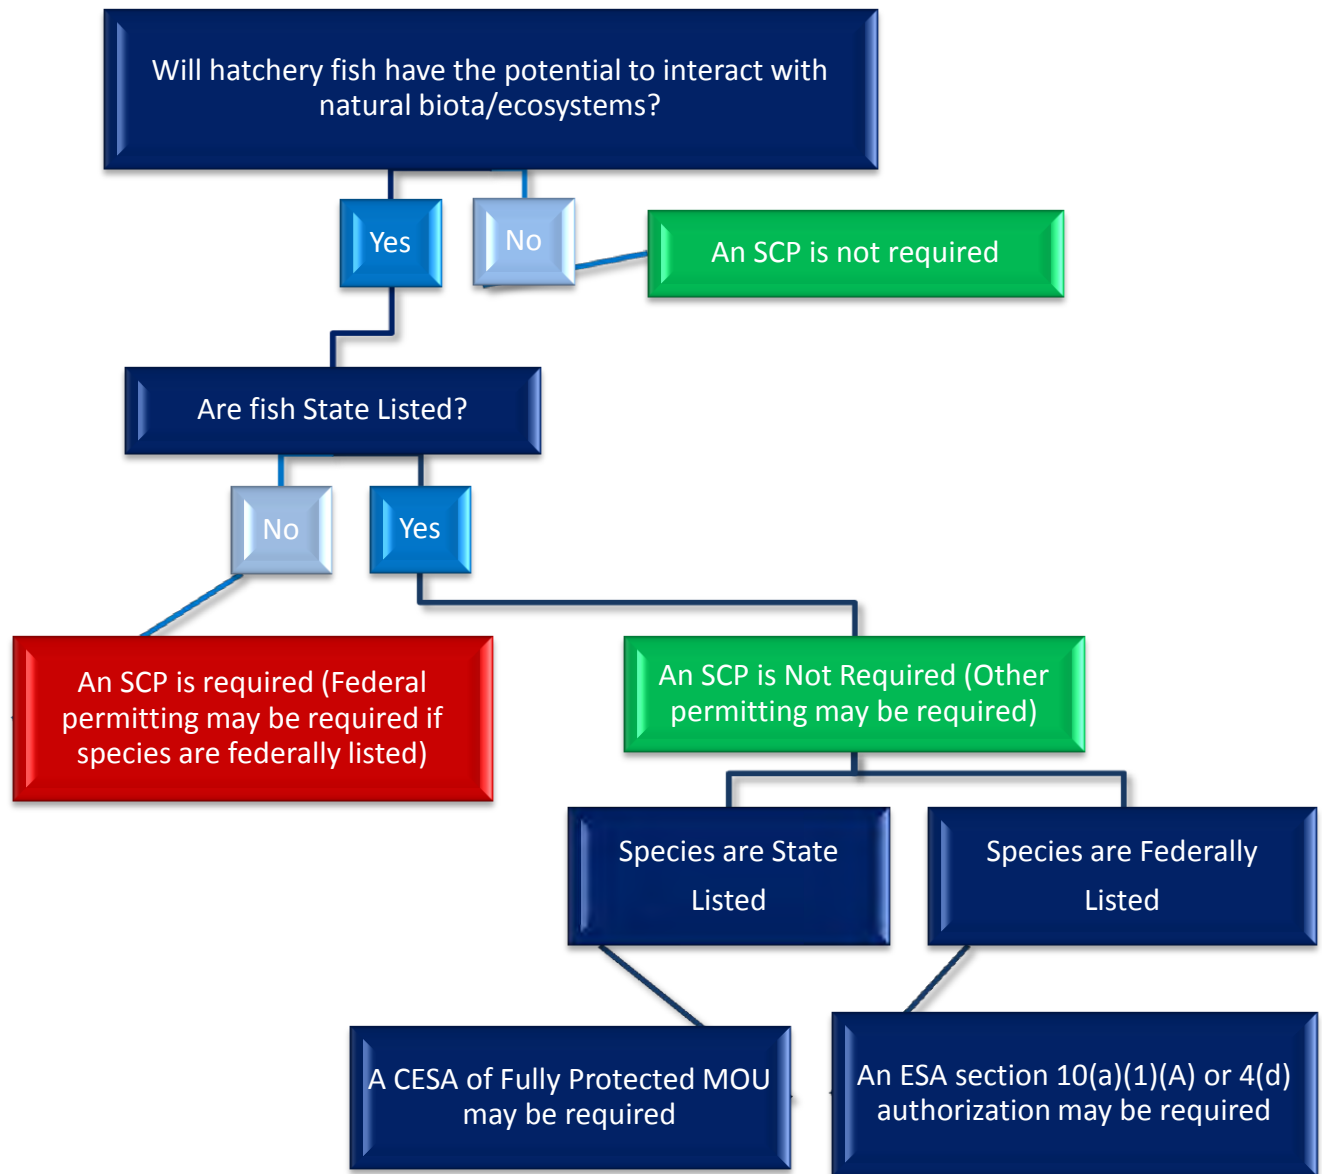 Will hatchery fish have the potential to interact with
natural biota/ecosystems?
Yes
No
An SCP is not required
Are fish State Listed?
No
Yes
An SCP is required (Federal
permitting may be required if
species are federally listed)
An SCP is Not Required (Other
permitting may be required)
Species are State
Listed
Species are Federally
Listed
A CESA of Fully Protected MOU
may be required
An ESA section 10(a)(1)(A) or 4(d)
authorization may be required